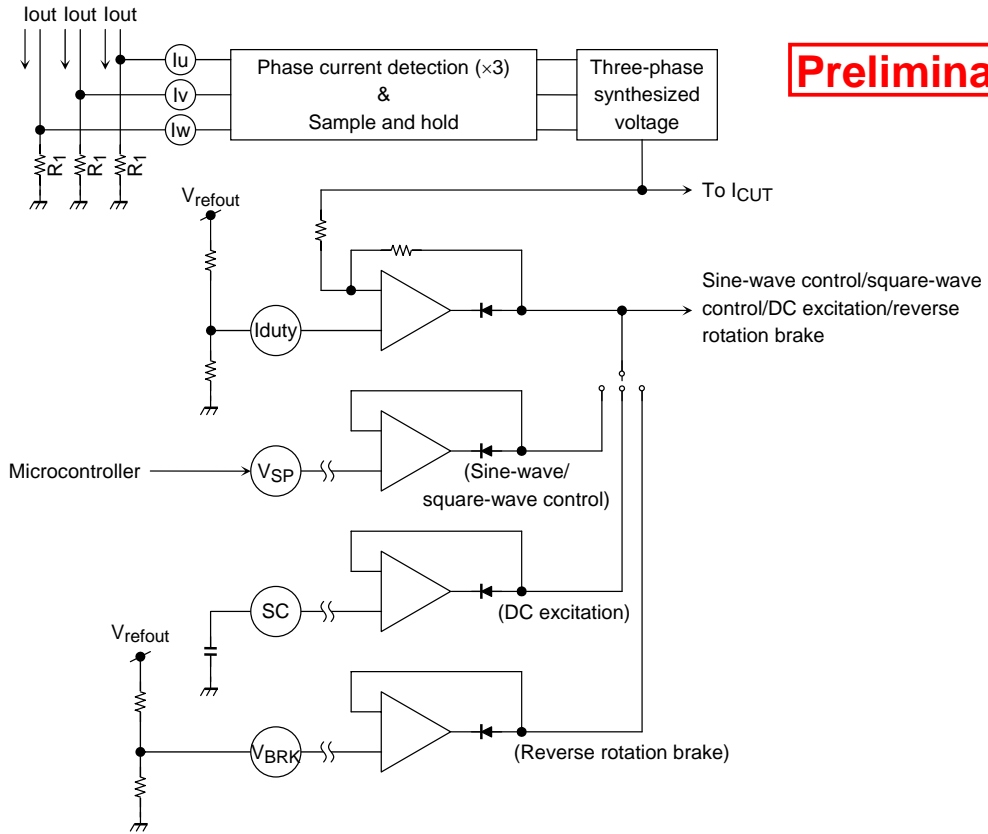 Iout Iout Iout
Iu
Iv
Iw
Phase current detection (×3)
&
Sample and hold
Three-phase
synthesized
voltage
Prelimina
R1 R1 R1
To ICUT
Vrefout
Iduty
Sine-wave control/square-wave
control/DC excitation/reverse
rotation brake
Microcontroller
VSP
(Sine-wave/
square-wave control)
SC
(DC excitation)
Vrefout
VBRK
(Reverse rotation brake)